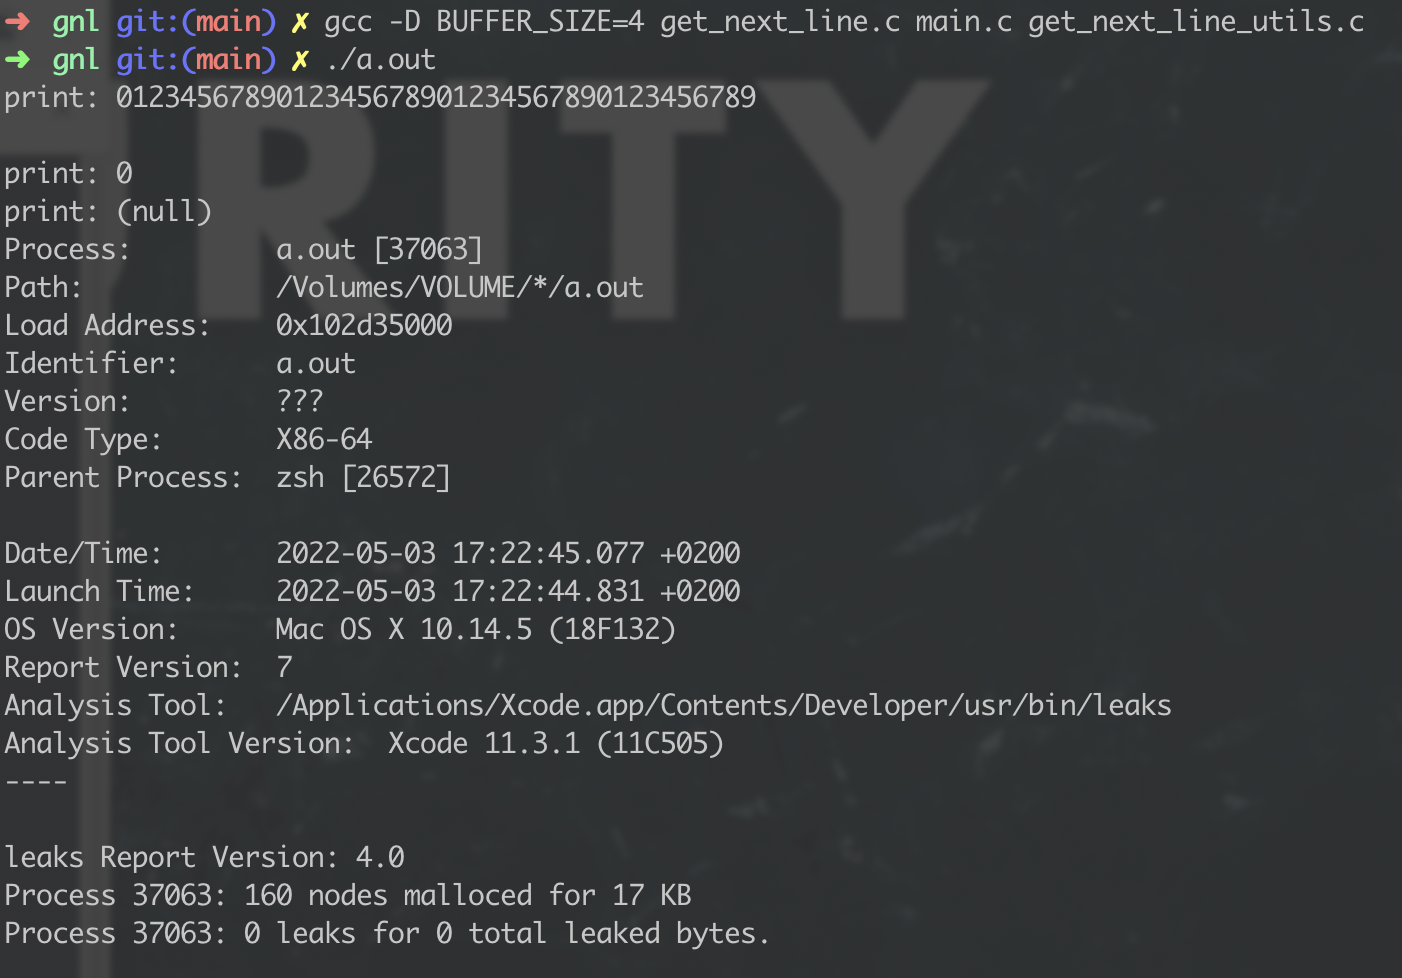 ➜ gnl git:(main) ✗ gcc -D BUFFER_SIZE=4 get_next_line.c main.c get_next_line_utils.c
➜ gnl git:(main) ✗ ./a.out
print: 0123456789012345678901234567890123456789
print: 0
print: (null)
Process: a.out [37063]
Path: /Volumes/VOLUME/*/a.out
Load Address: 0x102d35000
Identifier: a.out
Version: ???
Code Type: X86-64
Parent Process: zsh [26572]
Date/Time: 2022-05-03 17:22:45.077 +0200
Launch Time: 2022-05-03 17:22:44.831 +0200
OS Version: Mac OS X 10.14.5 (18F132)
Report Version: 7
Analysis Tool: /Applications/Xcode.app/Contents/Developer/usr/bin/leaks
Analysis Tool Version: Xcode 11.3.1 (11C505)
----
leaks Report Version: 4.0
Process 37063: 160 nodes malloced for 17 KB
Process 37063: 0 leaks for 0 total leaked bytes.
RITY